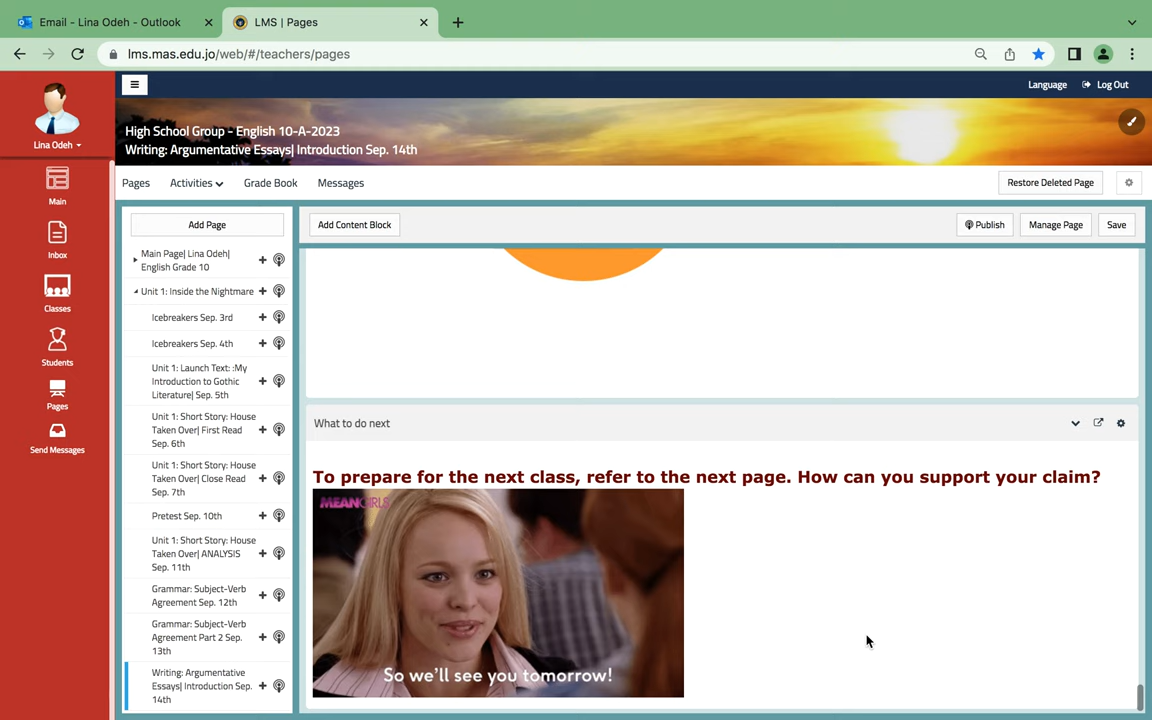 Email - Lina Odeh - Outlook
LMS | Pages
lms.mas.edu.jo/web/#/teachers/pages
Language
Log Out
High School Group - English 10-A-2023
Writing: Argumentative Essays| Introduction Sep. 14th
Lina Odeh
Pages
Activities
Grade Book
Messages
Restore Deleted Page
Main
Inbox
Classes
Students
Pages
Send Messages
Add Page
Add Content Block
Publish
Manage Page
Save
Main Page| Lina Odeh|
English Grade 10
Unit 1: Inside the Nightmare
Icebreakers Sep. 3rd
Icebreakers Sep. 4th
Unit 1: Launch Text: :My
Introduction to Gothic
Literature| Sep. 5th
Unit 1: Short Story: House
Taken Over| First Read
Sep. 6th
Unit 1: Short Story: House
Taken Over| Close Read
Sep. 7th
Pretest Sep. 10th
Unit 1: Short Story: House
Taken Over| ANALYSIS
Sep. 11th
Grammar: Subject-Verb
Agreement Sep. 12th
Grammar: Subject-Verb
Agreement Part 2 Sep.
13th
Writing: Argumentative
Essays| Introduction Sep.
14th
What to do next
To prepare for the next class, refer to the next page. How can you support your claim?
MEAN GIRLS
So we'll see you tomorrow!